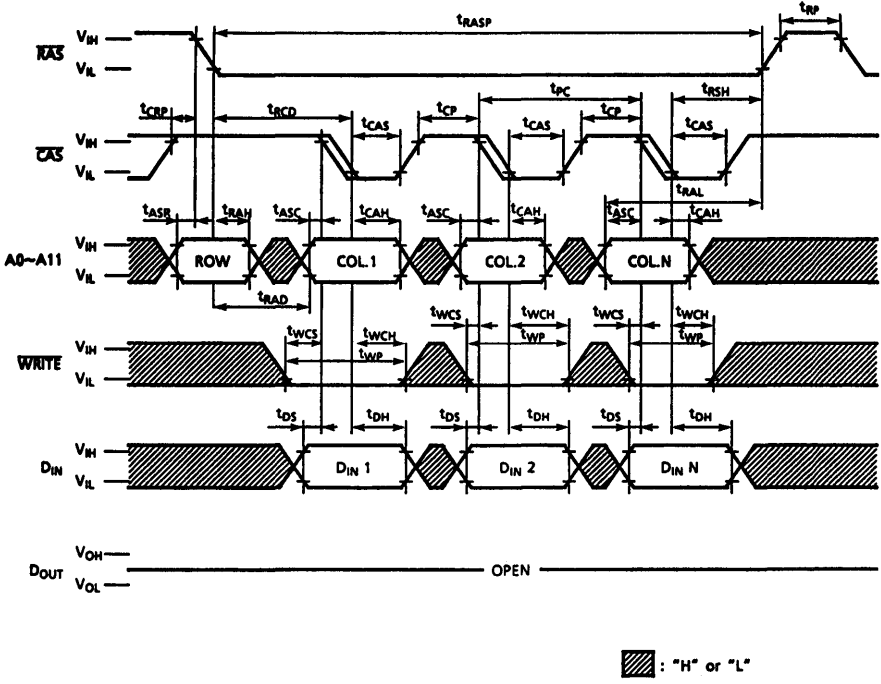 tRASP
tRP
RAS
VIH
VIL
tCRP
tRCD
tCAS
tCP
tPC
tCAS
tCP
tRSH
tCAS
CAS
VIH
VIL
tRAL
tASR
tRAH
tASC
tCAH
tASC
tCAH
tASC
tCAH
A0~A11
VIH
VIL
ROW
COL.1
COL.2
COL.N
tRAD
tWCS
tWCH
tWP
tWCS
tWCH
tWP
tWCS
tWCH
tWP
WRITE
VIH
VIL
tDS
tDH
tDS
tDH
tDS
tDH
DIN
VIH
VIL
DIN 1
DIN 2
DIN N
DOUT
VOH
VOL
OPEN
: "H" or "L"